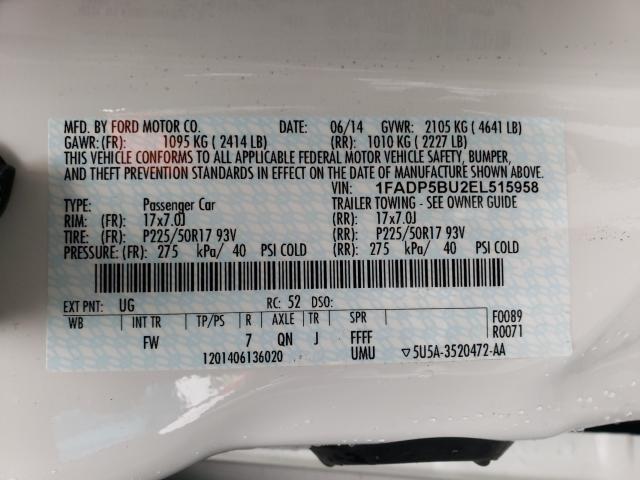 MFD. BY FORD MOTOR CO. DATE: 06/14 GVWR: 2105 KG ( 4641 LB)
GAWR: (FR): 1095 KG ( 2414 LB) (RR): 1010 KG ( 2227 LB)
THIS VEHICLE CONFORMS TO ALL APPLICABLE FEDERAL MOTOR VEHICLE SAFETY, BUMPER,
AND THEFT PREVENTION STANDARDS IN EFFECT ON THE DATE OF MANUFACTURE SHOWN ABOVE.
VIN: 1FADP5BU2EL515958
TYPE: Passenger Car TRAILER TOWING - SEE OWNER GUIDE
RIM: (FR): 17x7.0J (RR): 17x7.0J
TIRE: (FR): P225/50R17 93V (RR): P225/50R17 93V
PRESSURE: (FR): 275 kPa/ 40 PSI COLD (RR): 275 kPa/ 40 PSI COLD
EXT PNT: UG RC: 52 DSO:
WB INT TR TP/PS R AXLE TR SPR F0089
FW 7 QN J FFFF R0071
1201406136020 UMU ▽5U5A-3520472-AA